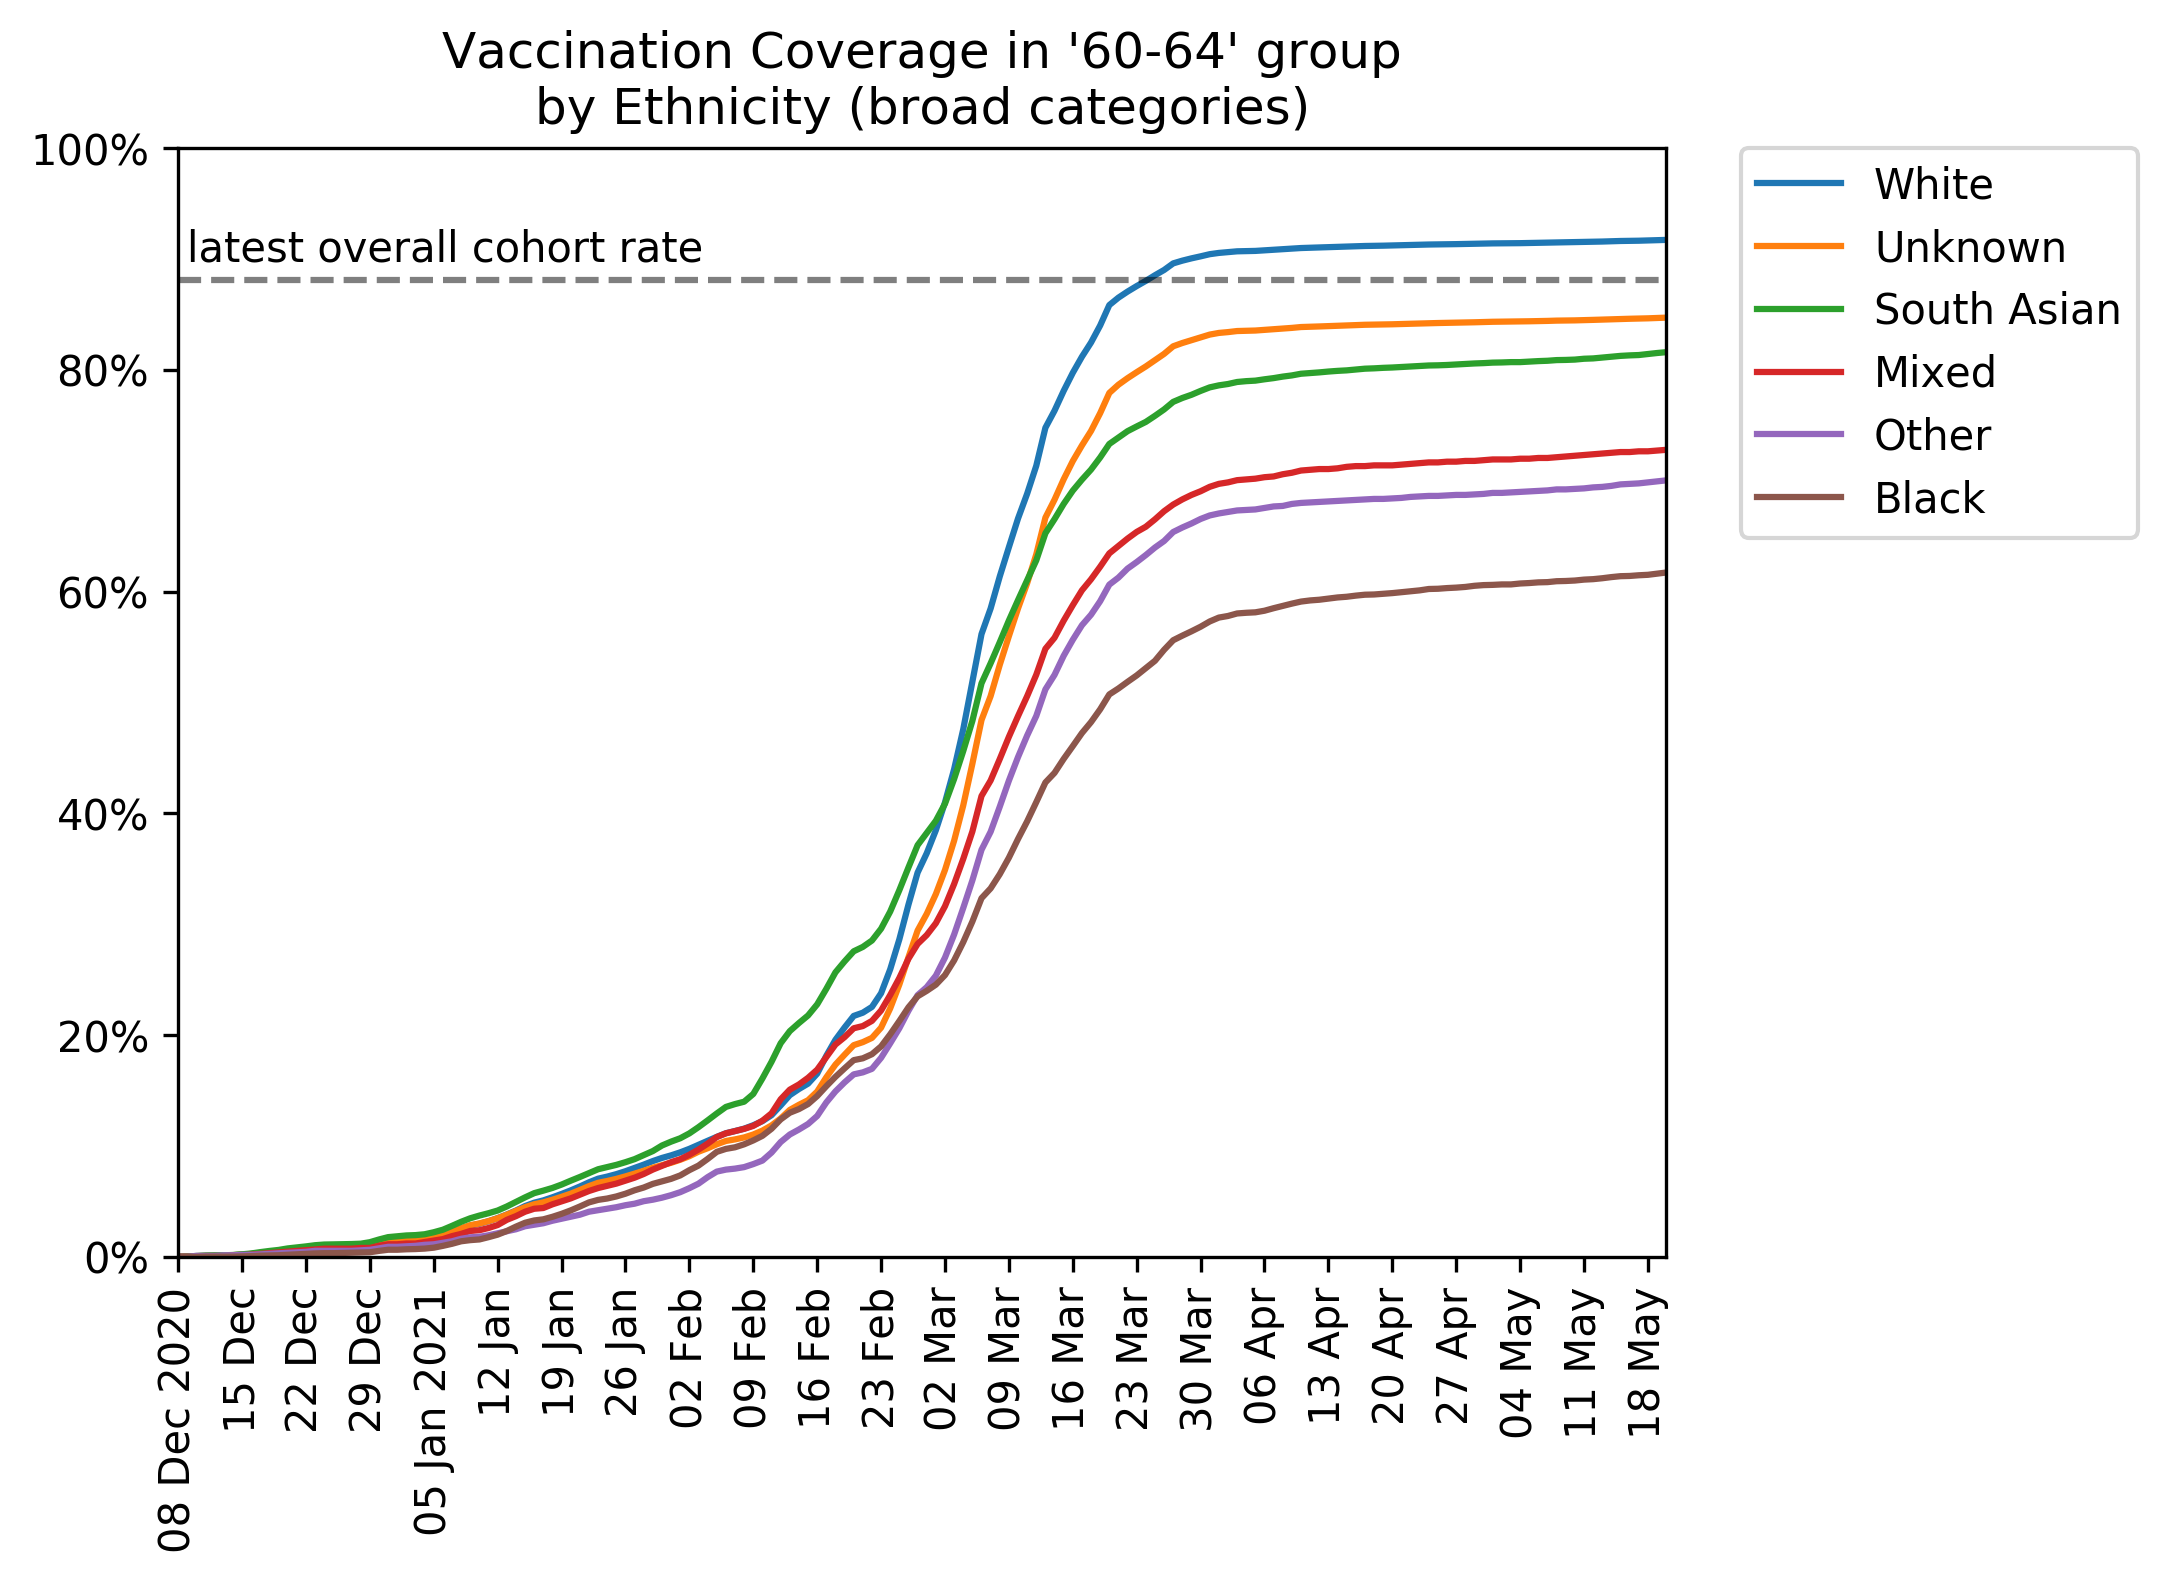 Vaccination Coverage in '60-64' group
by Ethnicity (broad categories)
100%
80%
60%
40%
20%
0%
latest overall cohort rate
White
Unknown
South Asian
Mixed
Other
Black
08 Dec 2020
15 Dec
22 Dec
29 Dec
05 Jan 2021
12 Jan
19 Jan
26 Jan
02 Feb
09 Feb
16 Feb
23 Feb
02 Mar
09 Mar
16 Mar
23 Mar
30 Mar
06 Apr
13 Apr
20 Apr
27 Apr
04 May
11 May
18 May